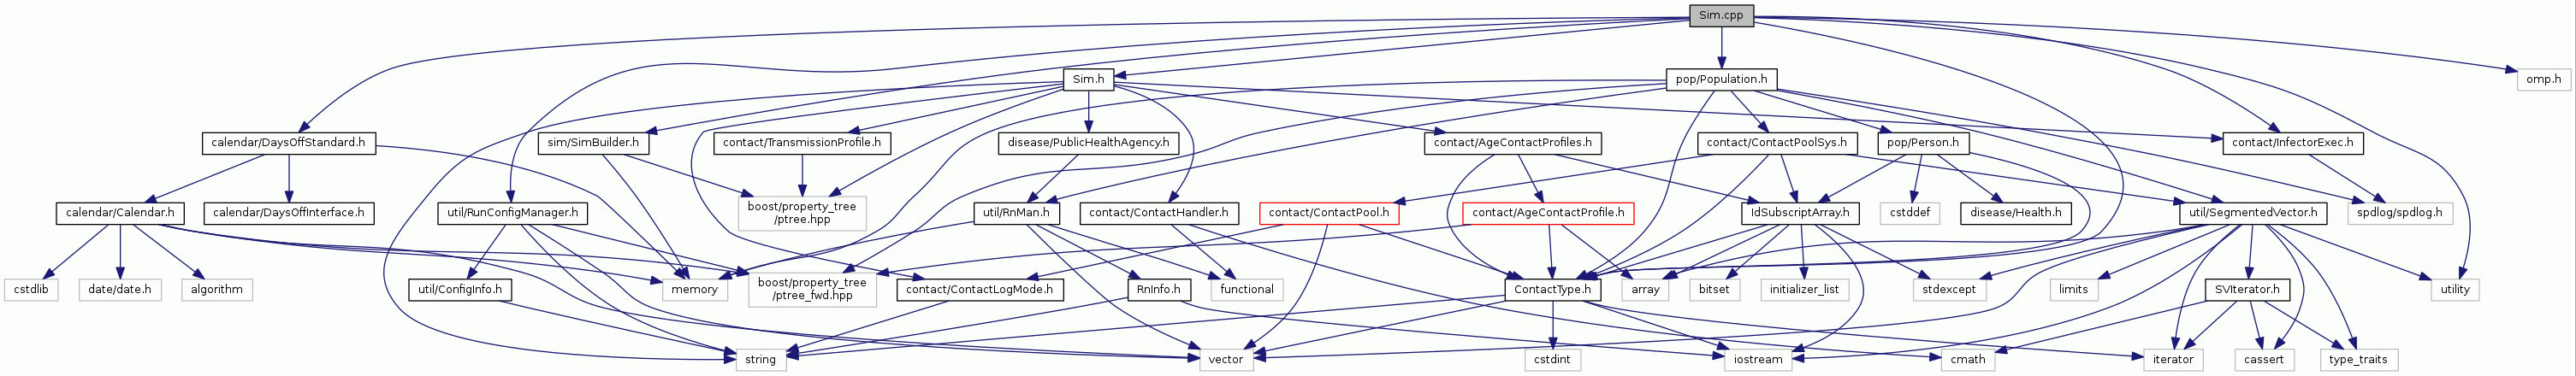 Sim.cpp
Sim.h
pop/Population.h
omp.h
calendar/DaysOffStandard.h
sim/SimBuilder.h
contact/TransmissionProfile.h
disease/PublicHealthAgency.h
contact/AgeContactProfiles.h
contact/ContactPoolSys.h
pop/Person.h
contact/InfectorExec.h
calendar/Calendar.h
calendar/DaysOffInterface.h
util/RunConfigManager.h
boost/property_tree
/ptree.hpp
util/RnMan.h
contact/ContactHandler.h
contact/ContactPool.h
contact/AgeContactProfile.h
IdSubscriptArray.h
cstddef
disease/Health.h
util/SegmentedVector.h
spdlog/spdlog.h
cstdlib
date/date.h
algorithm
util/ConfigInfo.h
memory
boost/property_tree
/ptree_fwd.hpp
contact/ContactLogMode.h
RnInfo.h
functional
ContactType.h
array
bitset
initializer_list
stdexcept
limits
SVIterator.h
utility
string
vector
cstdint
iostream
cmath
iterator
cassert
type_traits